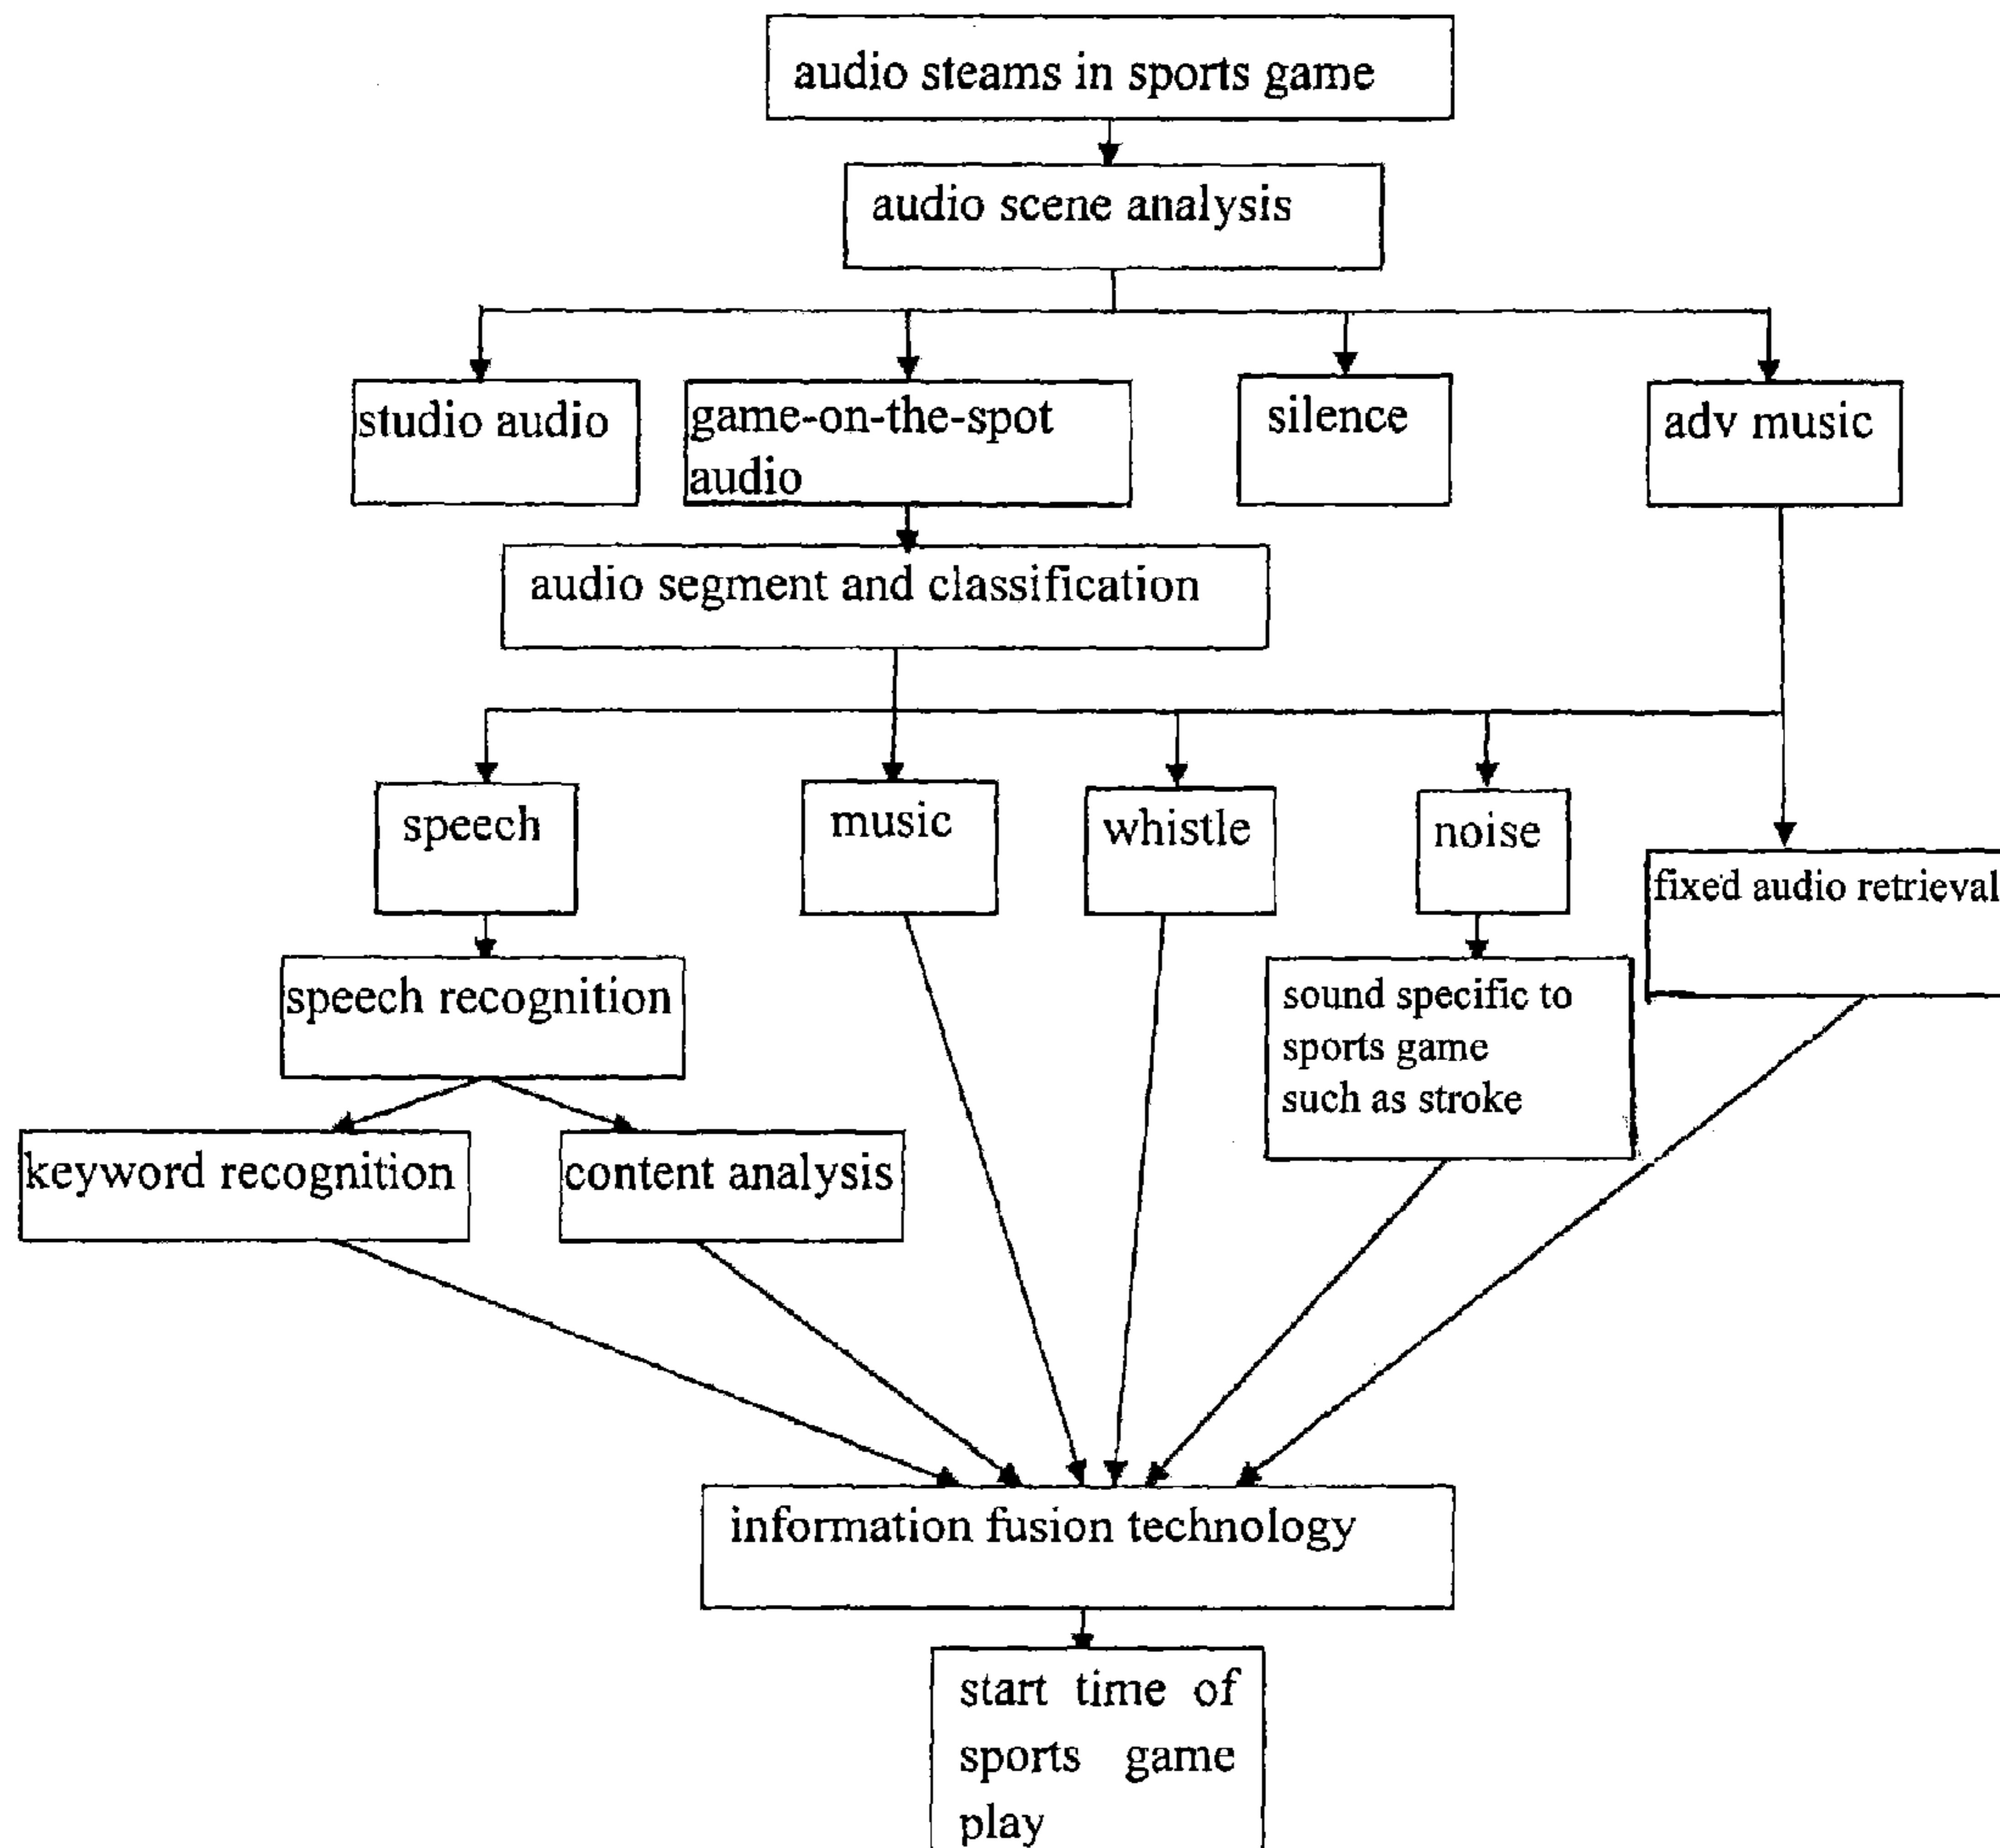 audio steams in sports game
audio scene analysis
studio audio
game-on-the-spot
audio
silence
adv music
audio segment and classification
speech
music
whistle
noise
fixed audio retrieval
speech recognition
sound specific to
sports game
such as stroke
keyword recognition
content analysis
information fusion technology
start time of
sports game
play